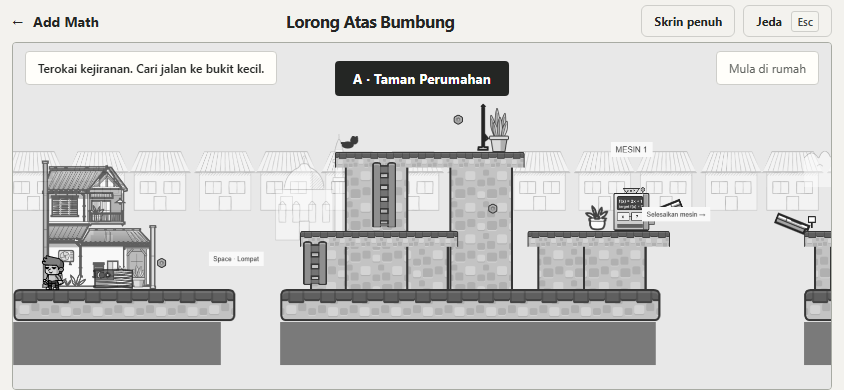 ← Add Math
Lorong Atas Bumbung
Skrin penuh
Jeda Esc
Terokai kejiranan. Cari jalan ke bukit kecil.
A · Taman Perumahan
Mula di rumah
MESIN 1
Selesaikan mesin →
Space · Lompat